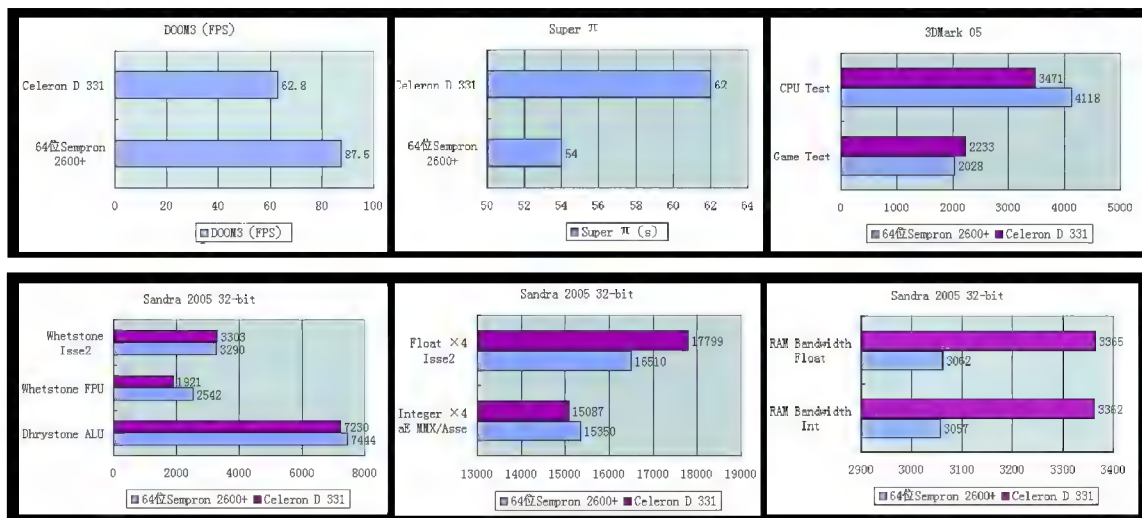 DOOM3 (FPS)
Celeron D 331
62.8
64位Sempron
2600+
87.5
0 20 40 60 80 100
DOOM3 (FPS)
Super π
Celeron D 331
62
64位Sempron
2600+
54
50 52 54 56 58 60 62 64
Super π (s)
3DMark 05
CPU Test
3471
4118
Game Test
2233
2028
0 1000 2000 3000 4000 5000
64位Sempron 2600+ Celeron D 331
Sandra 2005 32-bit
Whetstone
Isse2
3303
3290
Whetstone FPU
1921
2542
Dhrystone ALU
7230
7444
0 2000 4000 6000 8000
64位Sempron 2600+ Celeron D 331
Sandra 2005 32-bit
Float ×4
Isse2
17799
16510
Integer ×4
aE MMX/Asse
15087
15350
13000 14000 15000 16000 17000 18000 19000
64位Sempron 2600+ Celeron D 331
Sandra 2005 32-bit
RAM Bandwidth
Float
3365
3062
RAM Bandwidth
Int
3362
3057
2900 3000 3100 3200 3300 3400
64位Sempron 2600+ Celeron D 331